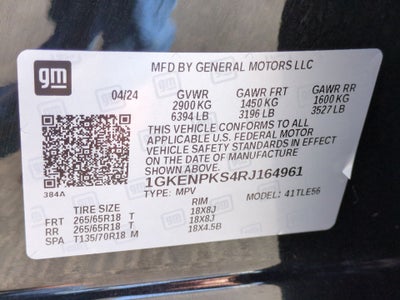 gm
MFD BY GENERAL MOTORS LLC
04/24 GVWR GAWR FRT GAWR RR
2900 KG 1450 KG 1600 KG
6394 LB 3196 LB 3527 LB
THIS VEHICLE CONFORMS TO ALL
APPLICABLE U.S. FEDERAL MOTOR
VEHICLE SAFETY STANDARDS IN EFFECT
ON THE DATE OF MANUFACTURE SHOWN ABOVE.
1GKENPKS4RJ164961
384A TYPE: MPV MODEL: 41TLE56
TIRE SIZE RIM
FRT 265/65R18 T 18X8J
RR 265/65R18 T 18X8J
SPA T135/70R18 M 18X4.5B